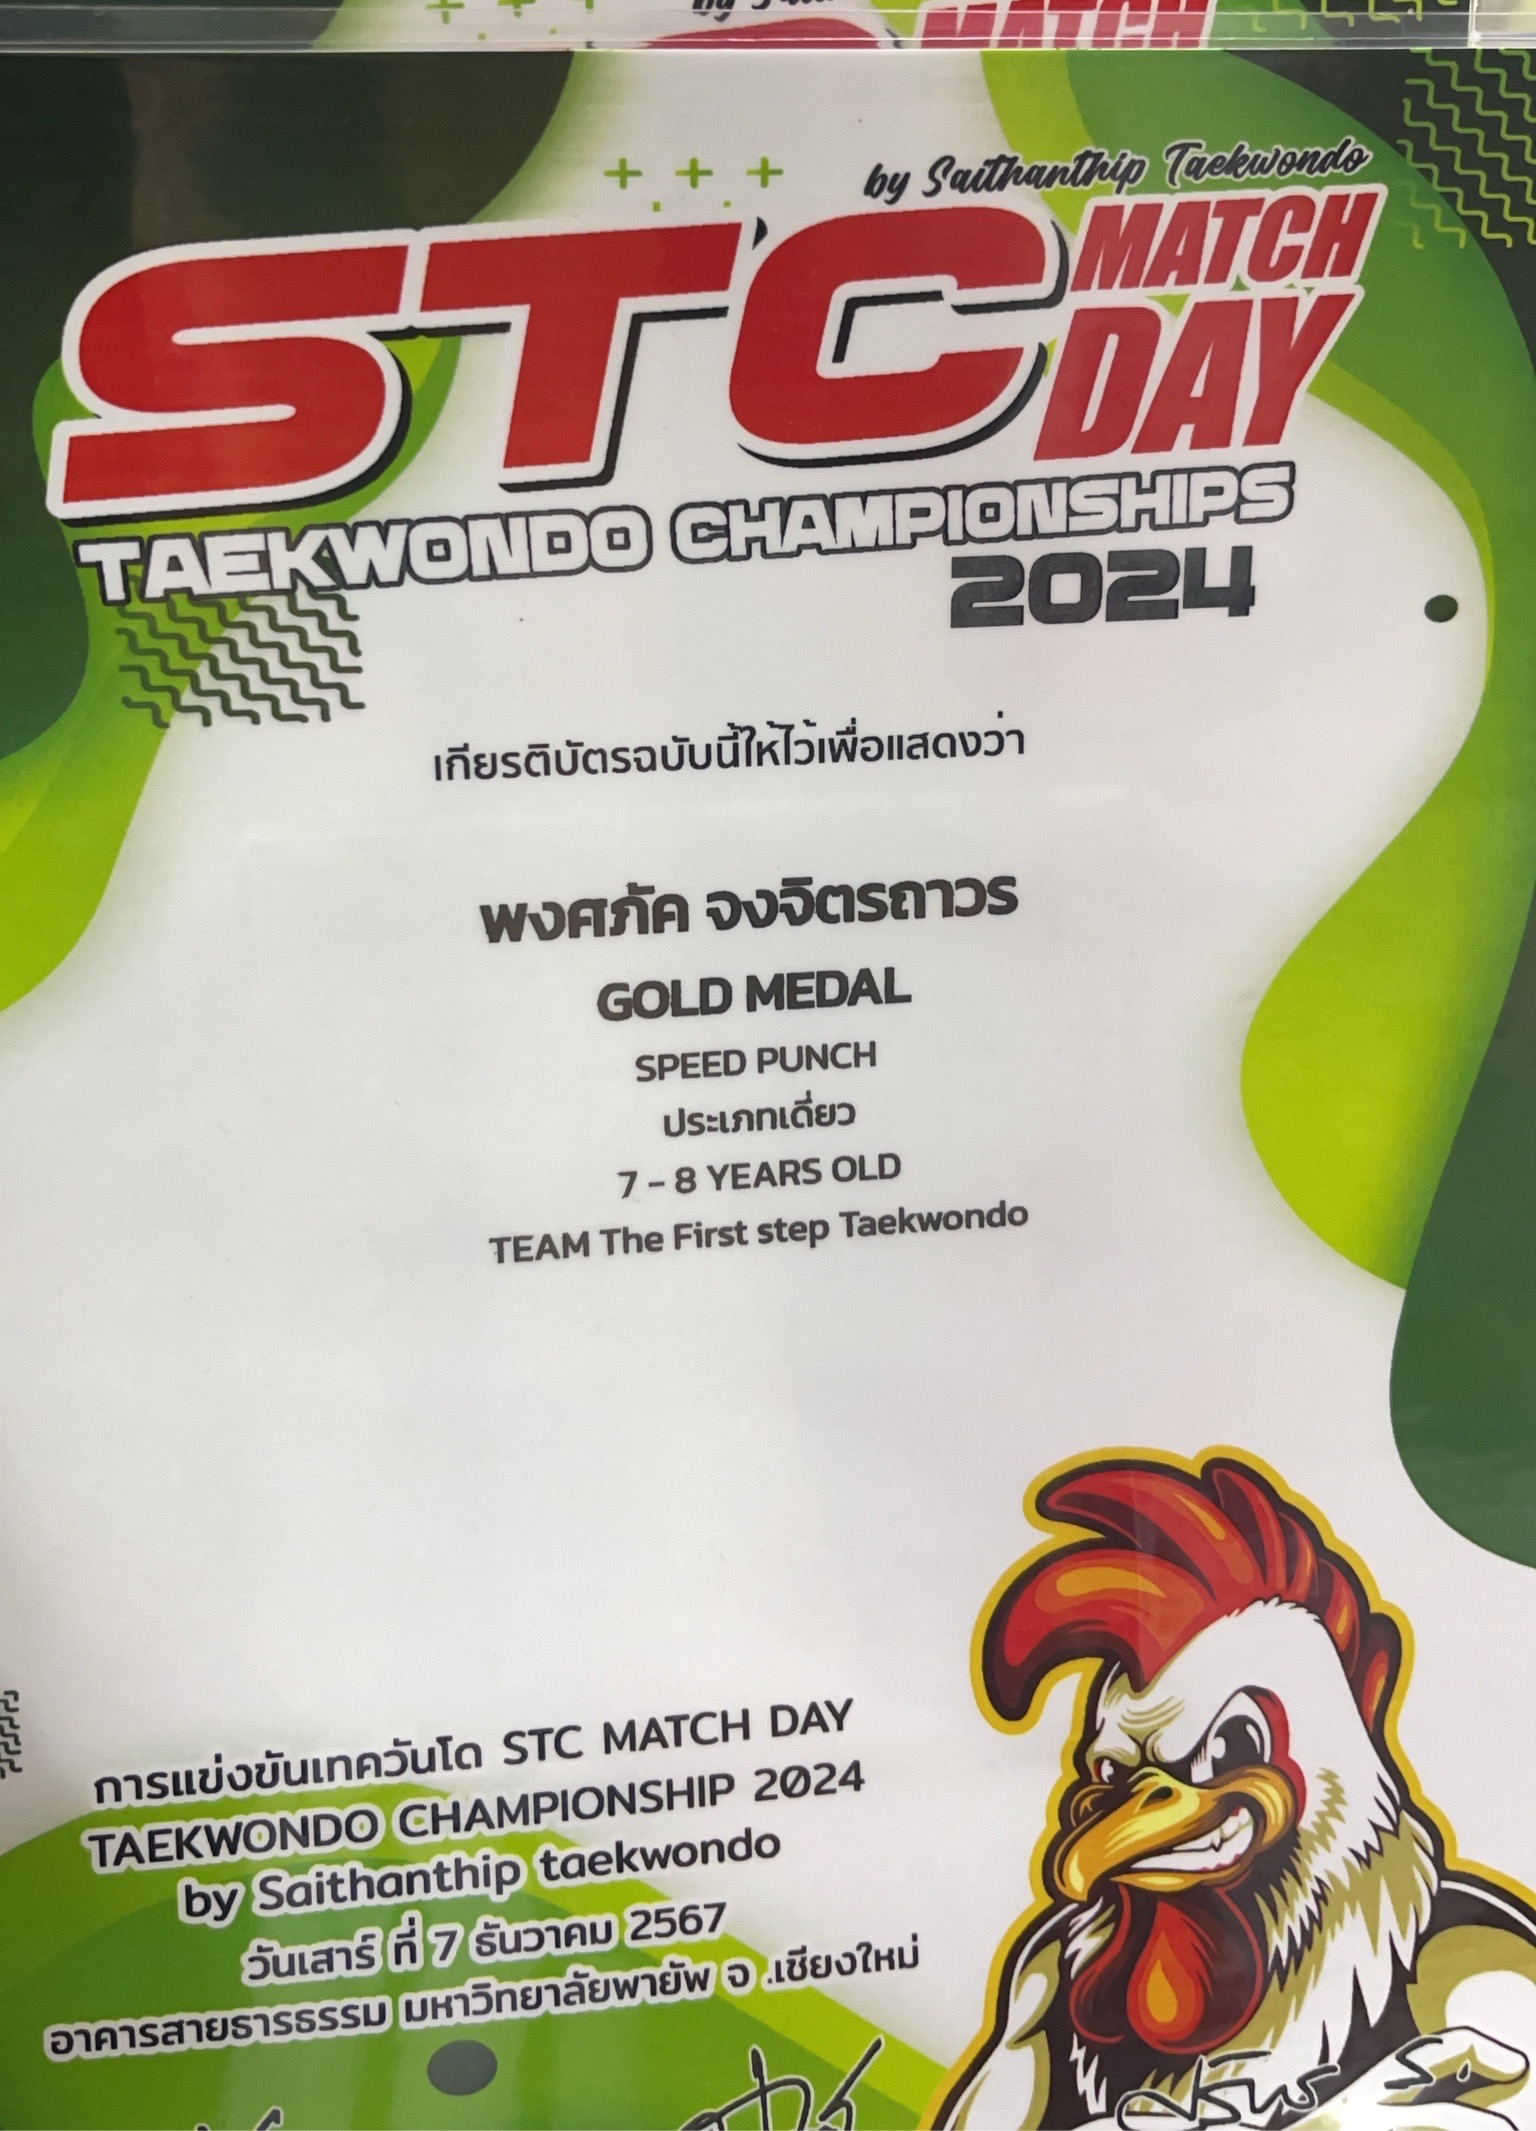 by Saithanthip Taekwondo
STC MATCH DAY
TAEKWONDO CHAMPIONSHIPS
2024
เกียรติบัตรฉบับนี้ให้ไว้เพื่อแสดงว่า
พงศภัค จงจิตรถาวร
GOLD MEDAL
SPEED PUNCH
ประเภทเดี่ยว
7 - 8 YEARS OLD
TEAM The First step Taekwondo
การแข่งขันเทควันโด STC MATCH DAY
TAEKWONDO CHAMPIONSHIP 2024
by Saithanthip taekwondo
วันเสาร์ ที่ 7 ธันวาคม 2567
อาคารสายธารธรรม มหาวิทยาลัยพายัพ จ .เชียงใหม่